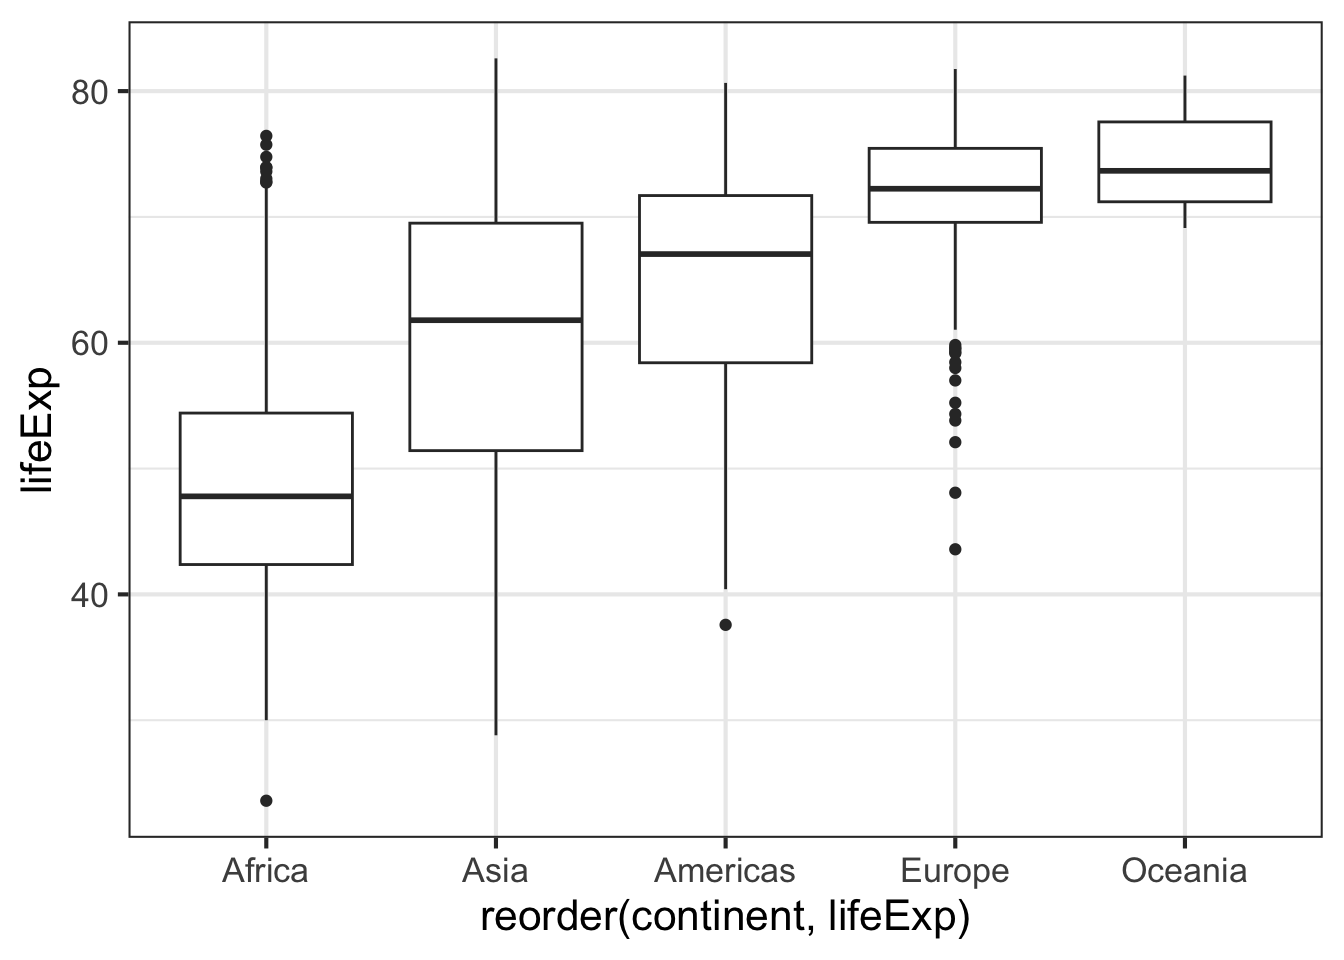 lifeExp
80
60
40
Africa Asia Americas Europe Oceania
reorder(continent, lifeExp)